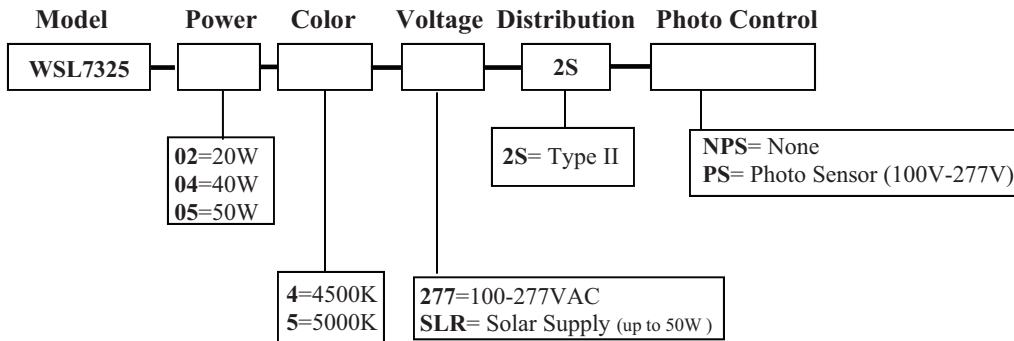 Model Power Color Voltage Distribution Photo Control
WSL7325 2S
02=20W
04=40W
05=50W
2S= Type II
NPS= None
PS= Photo Sensor (100V-277V)
4=4500K
5=5000K
277=100-277VAC
SLR= Solar Supply (up to 50W )